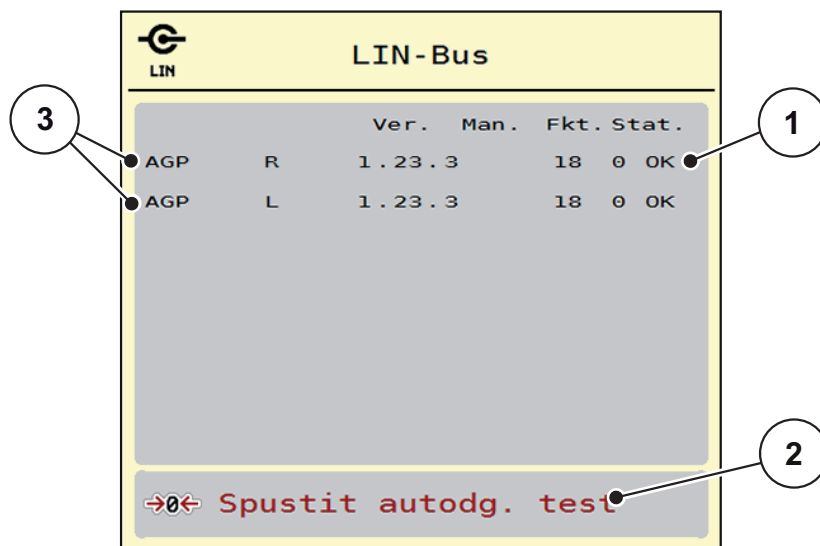 LIN
LIN-Bus
Ver. Man. Fkt. Stat.
AGP R 1.23.3 18 0 OK
AGP L 1.23.3 18 0 OK
→0← Spustit autodg. test
3
1
2